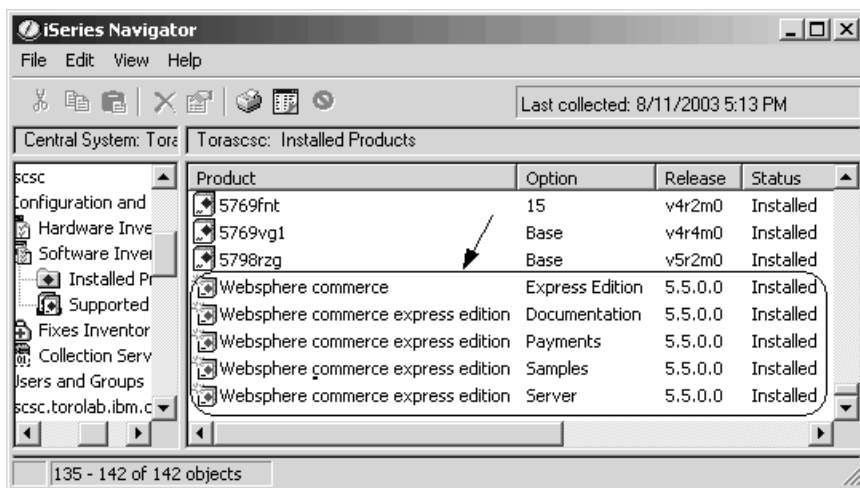 iSeries Navigator
File Edit View Help
Last collected: 8/11/2003 5:13 PM
Central System: Tora
Torascsc: Installed Products
scsc
Configuration and
Hardware Inve
Software Inver
Installed Pr
Supported
Fixes Inventor
Collection Serv
Users and Groups
scsc.torolab.ibm.c
Product Option Release Status
5769fnt 15 v4r2m0 Installed
5769vg1 Base v4r4m0 Installed
5798rzg Base v5r2m0 Installed
Websphere commerce Express Edition 5.5.0.0 Installed
Websphere commerce express edition Documentation 5.5.0.0 Installed
Websphere commerce express edition Payments 5.5.0.0 Installed
Websphere commerce express edition Samples 5.5.0.0 Installed
Websphere commerce express edition Server 5.5.0.0 Installed
135 - 142 of 142 objects